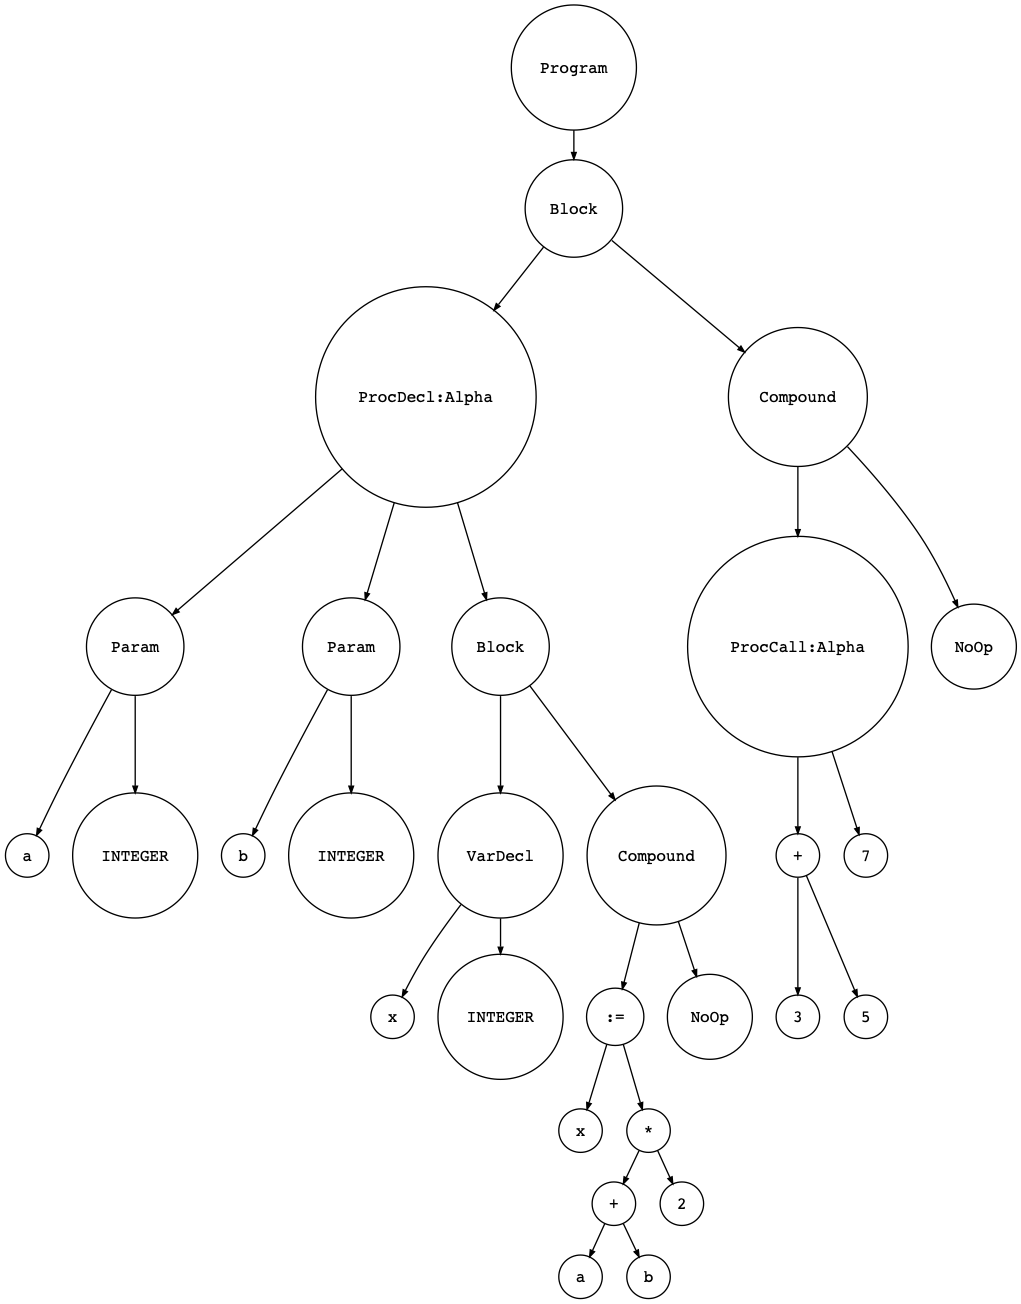 Program
Block
ProcDecl:Alpha
Compound
Param
Param
Block
ProcCall:Alpha
NoOp
a
INTEGER
b
INTEGER
VarDecl
Compound
+
7
x
INTEGER
:=
NoOp
3
5
x
*
+
2
a
b